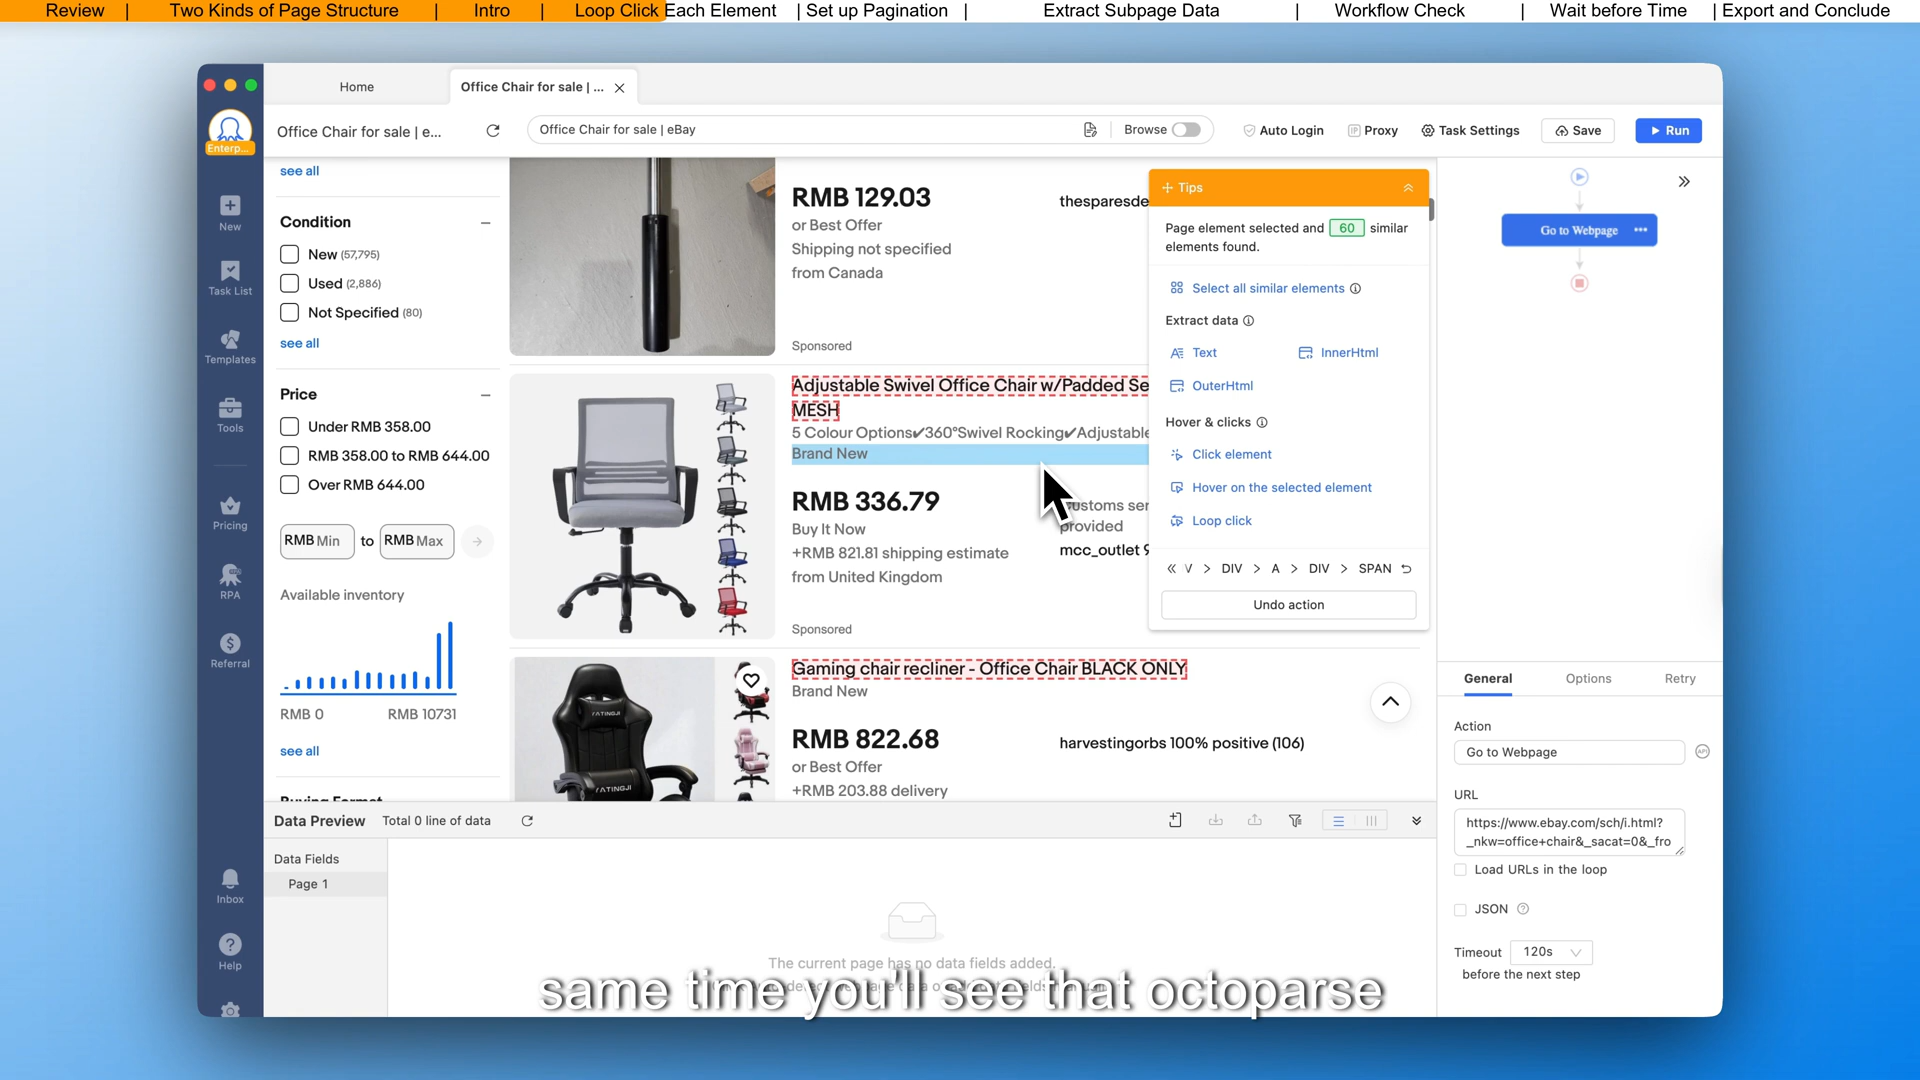 Review | Two Kinds of Page Structure | Intro | Loop Click Each Element | Set up Pagination | Extract Subpage Data | Workflow Check | Wait before Time | Export and Conclude
Home
Office Chair for sale | ...
Office Chair for sale | e...
Office Chair for sale | eBay
Browse
Auto Login
Proxy
Task Settings
Save
Run
Enterp...
New
Task List
Templates
Tools
Pricing
RPA
Referral
Inbox
Help
see all
Condition
New (57,795)
Used (2,886)
Not Specified (80)
see all
Price
Under RMB 358.00
RMB 358.00 to RMB 644.00
Over RMB 644.00
RMB Min to RMB Max
Available inventory
RMB 0 RMB 10731
see all
Buying Format
RMB 129.03
or Best Offer
Shipping not specified
from Canada
thesparesde
Sponsored
Adjustable Swivel Office Chair w/Padded Se
MESH
5 Colour Options✔360°Swivel Rocking✔Adjustable
Brand New
RMB 336.79
Buy It Now
+RMB 821.81 shipping estimate
from United Kingdom
customs ser
provided
mcc_outlet 9
Sponsored
Gaming chair recliner - Office Chair BLACK ONLY
Brand New
RMB 822.68
or Best Offer
+RMB 203.88 delivery
harvestingorbs 100% positive (106)
FATINGJI
FATINGJI
Tips
Page element selected and 60 similar
elements found.
Select all similar elements
Extract data
Text
InnerHtml
OuterHtml
Hover & clicks
Click element
Hover on the selected element
Loop click
« V > DIV > A > DIV > SPAN
Undo action
Go to Webpage
General
Options
Retry
Action
Go to Webpage
API
URL
https://www.ebay.com/sch/i.html?
_nkw=office+chair&_sacat=0&_fro
Load URLs in the loop
JSON
Timeout 120s
before the next step
Data Preview
Total 0 line of data
Data Fields
Page 1
The current page has no data fields added.
same time you'll see that octoparse